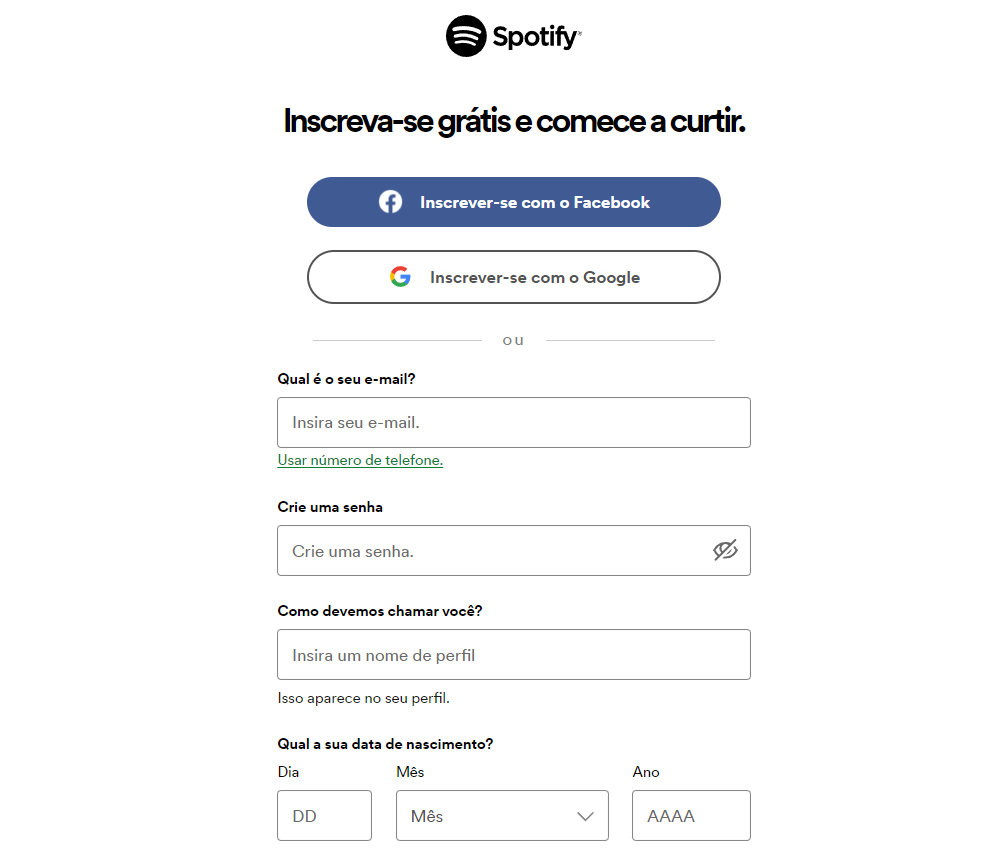 Spotify®
Inscreva-se grátis e comece a curtir.
Inscrever-se com o Facebook
Inscrever-se com o Google
ou
Qual é o seu e-mail?
Insira seu e-mail.
Usar número de telefone.
Crie uma senha
Crie uma senha.
Como devemos chamar você?
Insira um nome de perfil
Isso aparece no seu perfil.
Qual a sua data de nascimento?
Dia Mês Ano
DD Mês AAAA